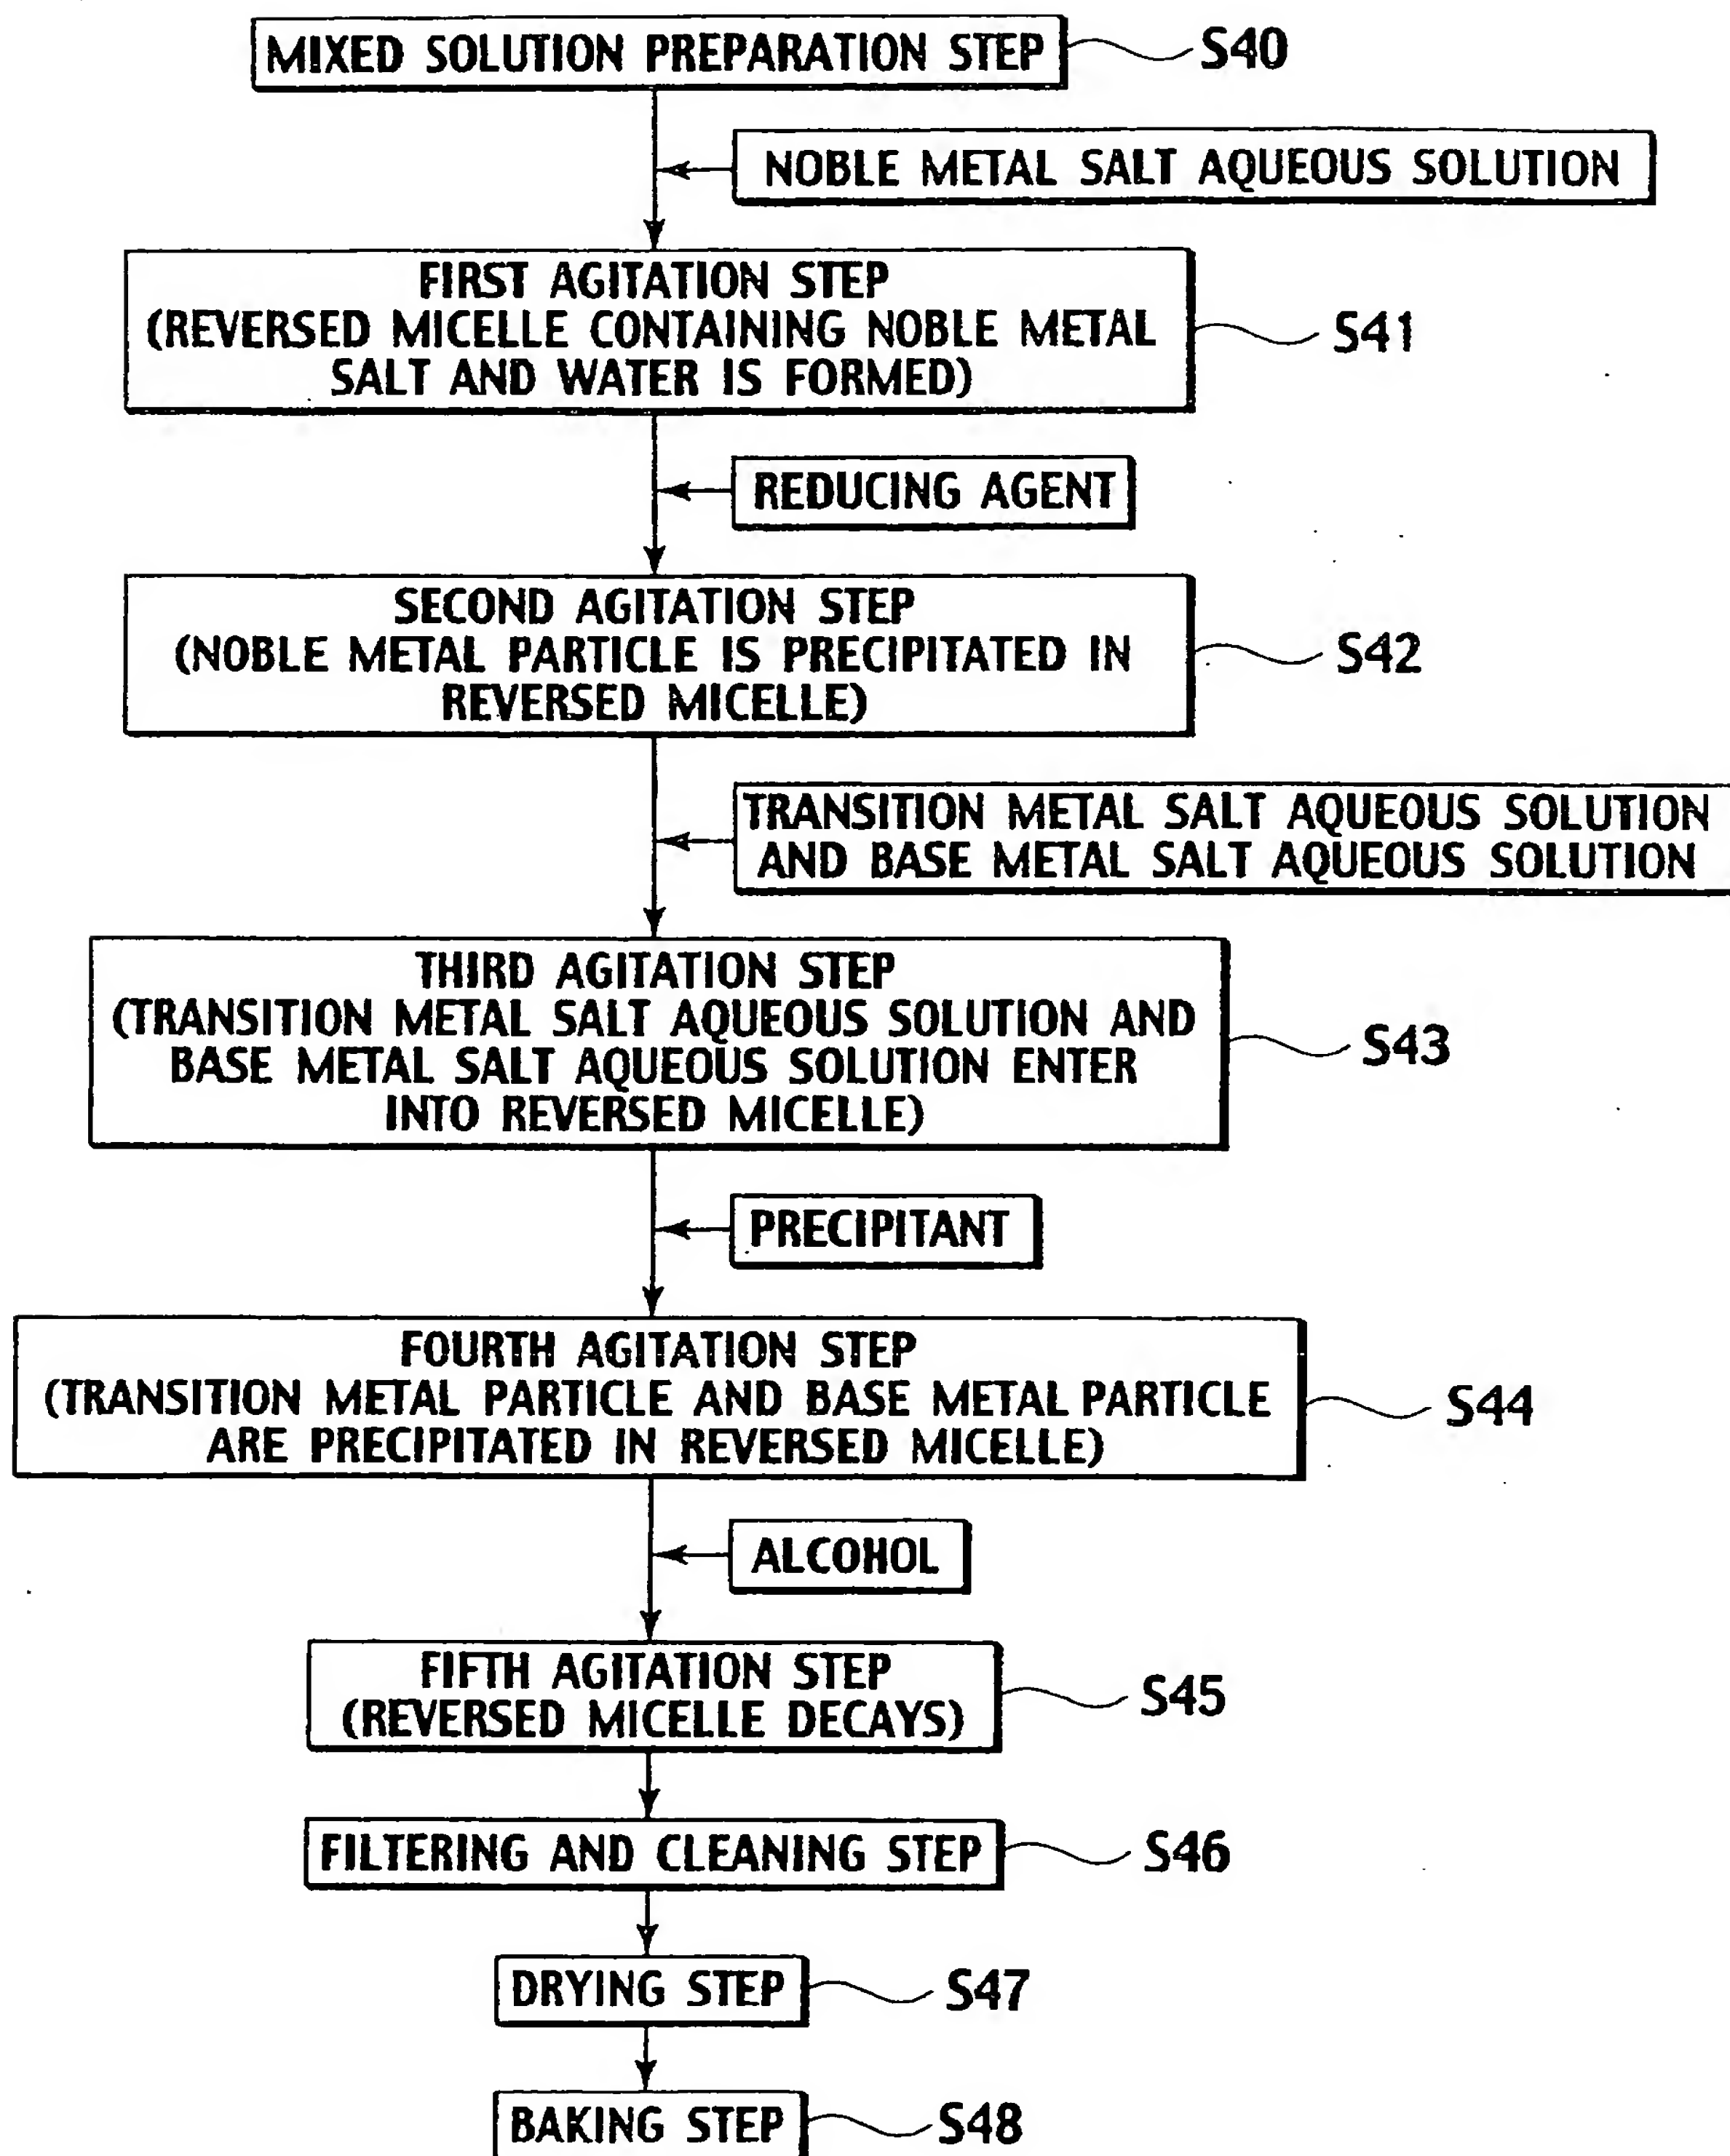 MIXED SOLUTION PREPARATION STEP
S40
NOBLE METAL SALT AQUEOUS SOLUTION
FIRST AGITATION STEP
(REVERSED MICELLE CONTAINING NOBLE METAL
SALT AND WATER IS FORMED)
S41
REDUCING AGENT
SECOND AGITATION STEP
(NOBLE METAL PARTICLE IS PRECIPITATED IN
REVERSED MICELLE)
S42
TRANSITION METAL SALT AQUEOUS SOLUTION
AND BASE METAL SALT AQUEOUS SOLUTION
THIRD AGITATION STEP
(TRANSITION METAL SALT AQUEOUS SOLUTION AND
BASE METAL SALT AQUEOUS SOLUTION ENTER
INTO REVERSED MICELLE)
S43
PRECIPITANT
FOURTH AGITATION STEP
(TRANSITION METAL PARTICLE AND BASE METAL PARTICLE
ARE PRECIPITATED IN REVERSED MICELLE)
S44
ALCOHOL
FIFTH AGITATION STEP
(REVERSED MICELLE DECAYS)
S45
FILTERING AND CLEANING STEP
S46
DRYING STEP
S47
BAKING STEP
S48